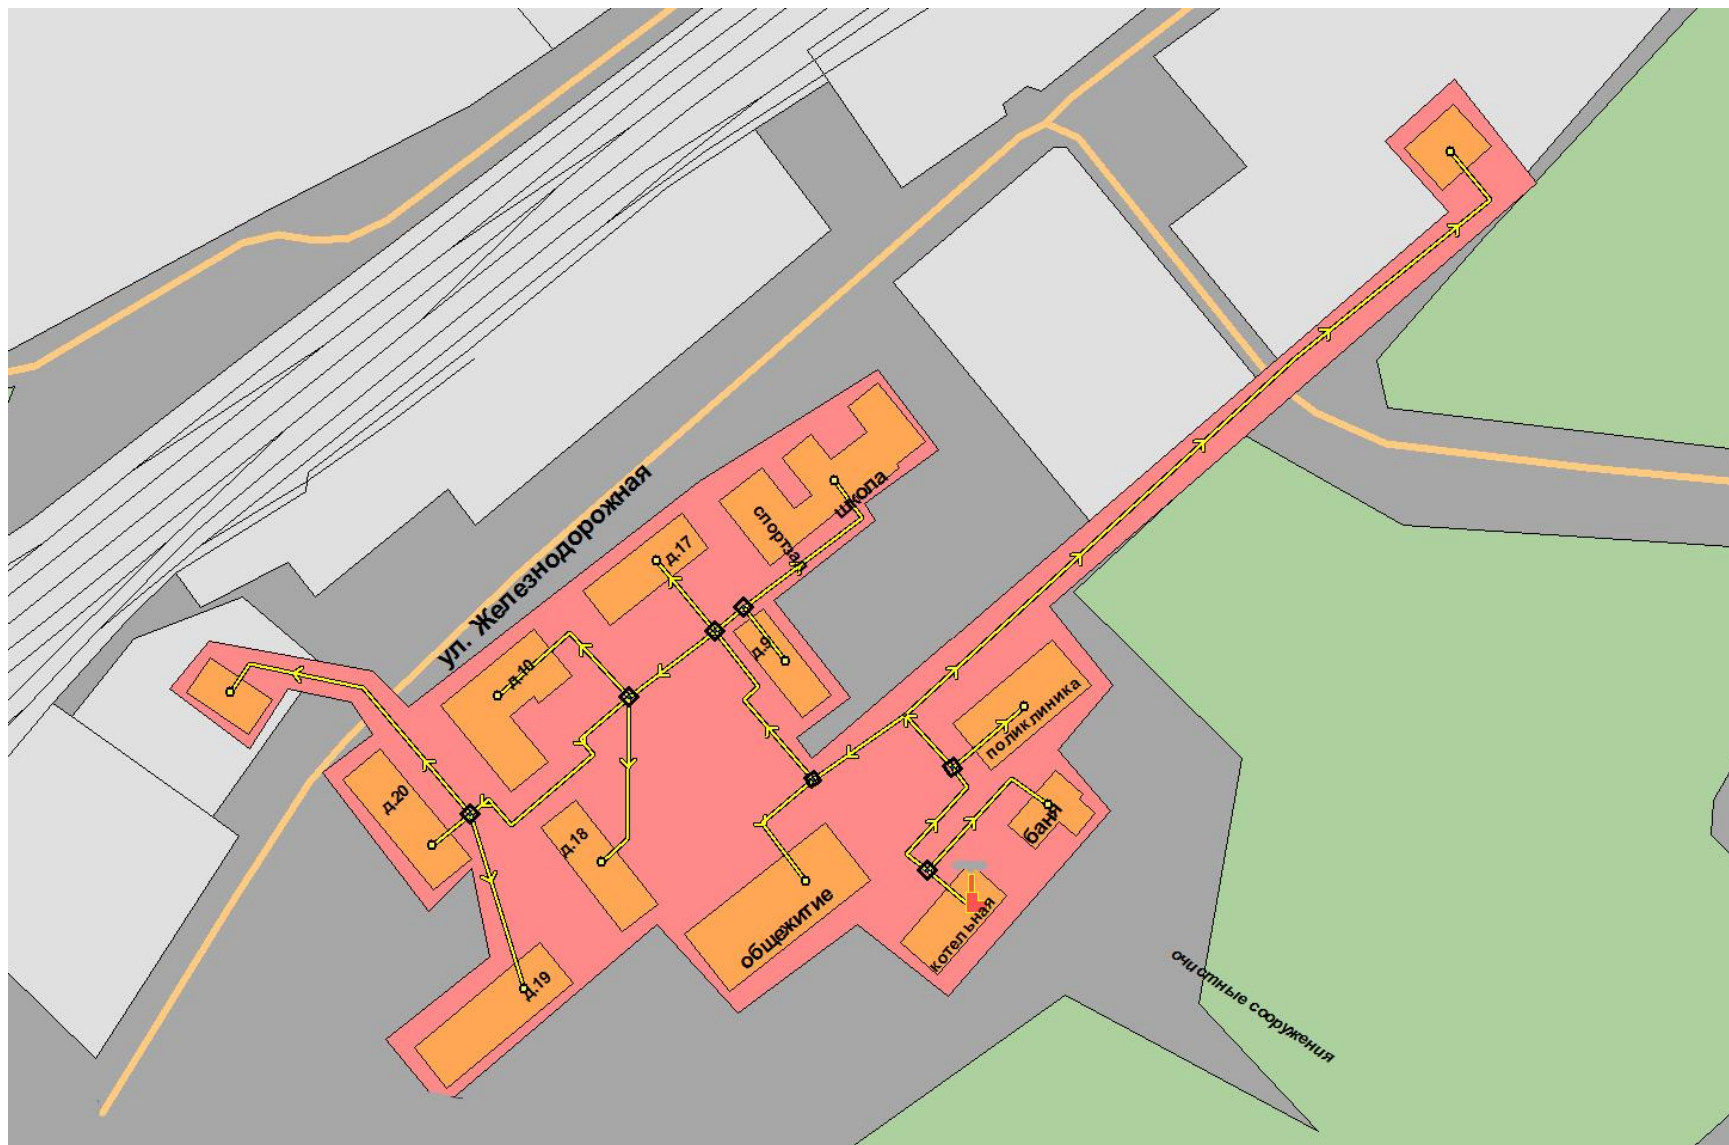 школа
спортзал
ул. Железнодорожная
д.17
д.9
д.10
поликлиника
д.20
баня
д.18
общежитие
котельная
д.19
очистные сооружения